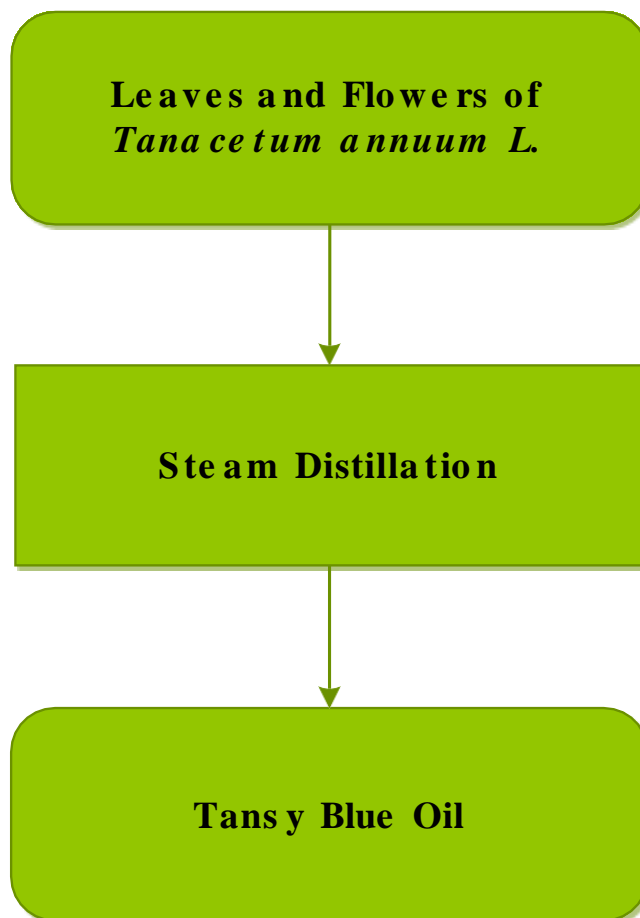 Leaves and Flowers of
Tanacetum annuum L.
Steam Distillation
Tansy Blue Oil